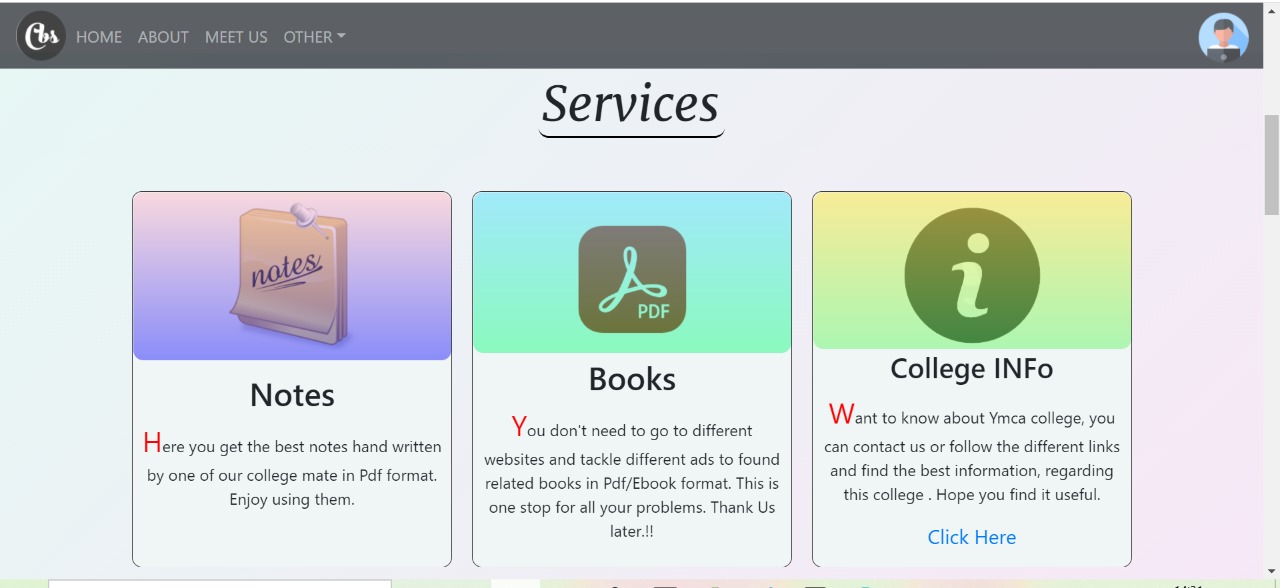 Cbs HOME ABOUT MEET US OTHER
Services
notes
Notes
Here you get the best notes hand written
by one of our college mate in Pdf format.
Enjoy using them.
PDF
Books
You don't need to go to different
websites and tackle different ads to found
related books in Pdf/Ebook format. This is
one stop for all your problems. Thank Us
later.!!
i
College INFo
Want to know about Ymca college, you
can contact us or follow the different links
and find the best information, regarding
this college . Hope you find it useful.
Click Here